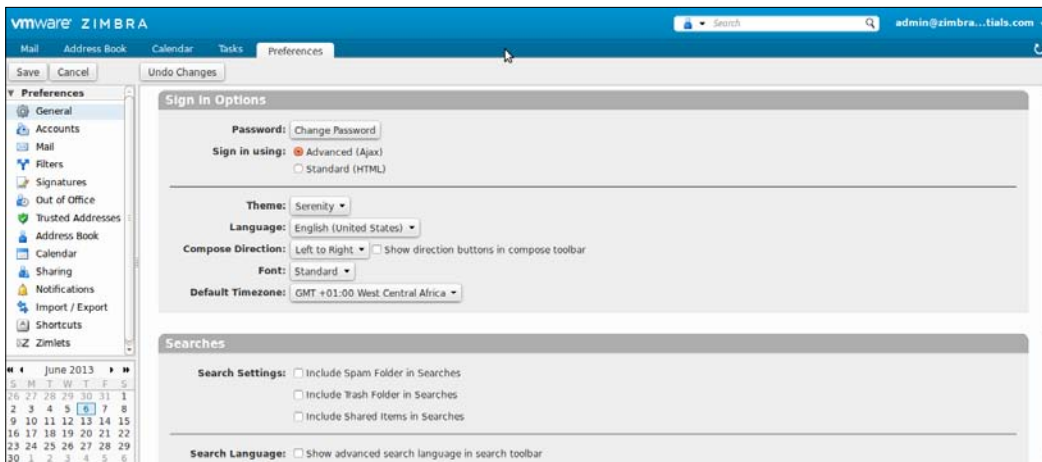 vmware ZIMBRA
Search
admin@zimbra...tials.com
Mail Address Book Calendar Tasks Preferences
Save Cancel Undo Changes
Preferences
General
Accounts
Mail
Filters
Signatures
Out of Office
Trusted Addresses
Address Book
Calendar
Sharing
Notifications
Import / Export
Shortcuts
Zimlets
June 2013
S M T W T F S
26 27 28 29 30 31 1
2 3 4 5 6 7 8
9 10 11 12 13 14 15
16 17 18 19 20 21 22
23 24 25 26 27 28 29
30 1 2 3 4 5 6
Sign in Options
Password: Change Password
Sign in using: Advanced (Ajax)
Standard (HTML)
Theme: Serenity
Language: English (United States)
Compose Direction: Left to Right Show direction buttons in compose toolbar
Font: Standard
Default Timezone: GMT +01:00 West Central Africa
Searches
Search Settings: Include Spam Folder in Searches
Include Trash Folder in Searches
Include Shared Items in Searches
Search Language: Show advanced search language in search toolbar